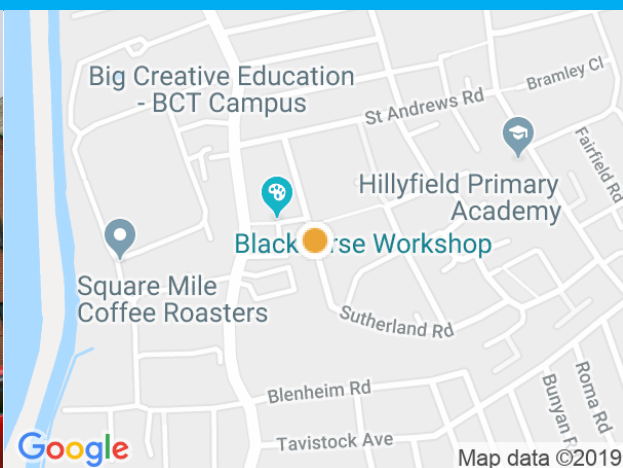 Big Creative Education
- BCT Campus
Bramley Cl
St Andrews Rd
Fairfield Rd
Hillyfield Primary
Academy
Black rse Workshop
Square Mile
Coffee Roasters
Sutherland Rd
Blenheim Rd
Bunyan R
Roma Rd
Tavistock Ave
Google
Map data ©2019